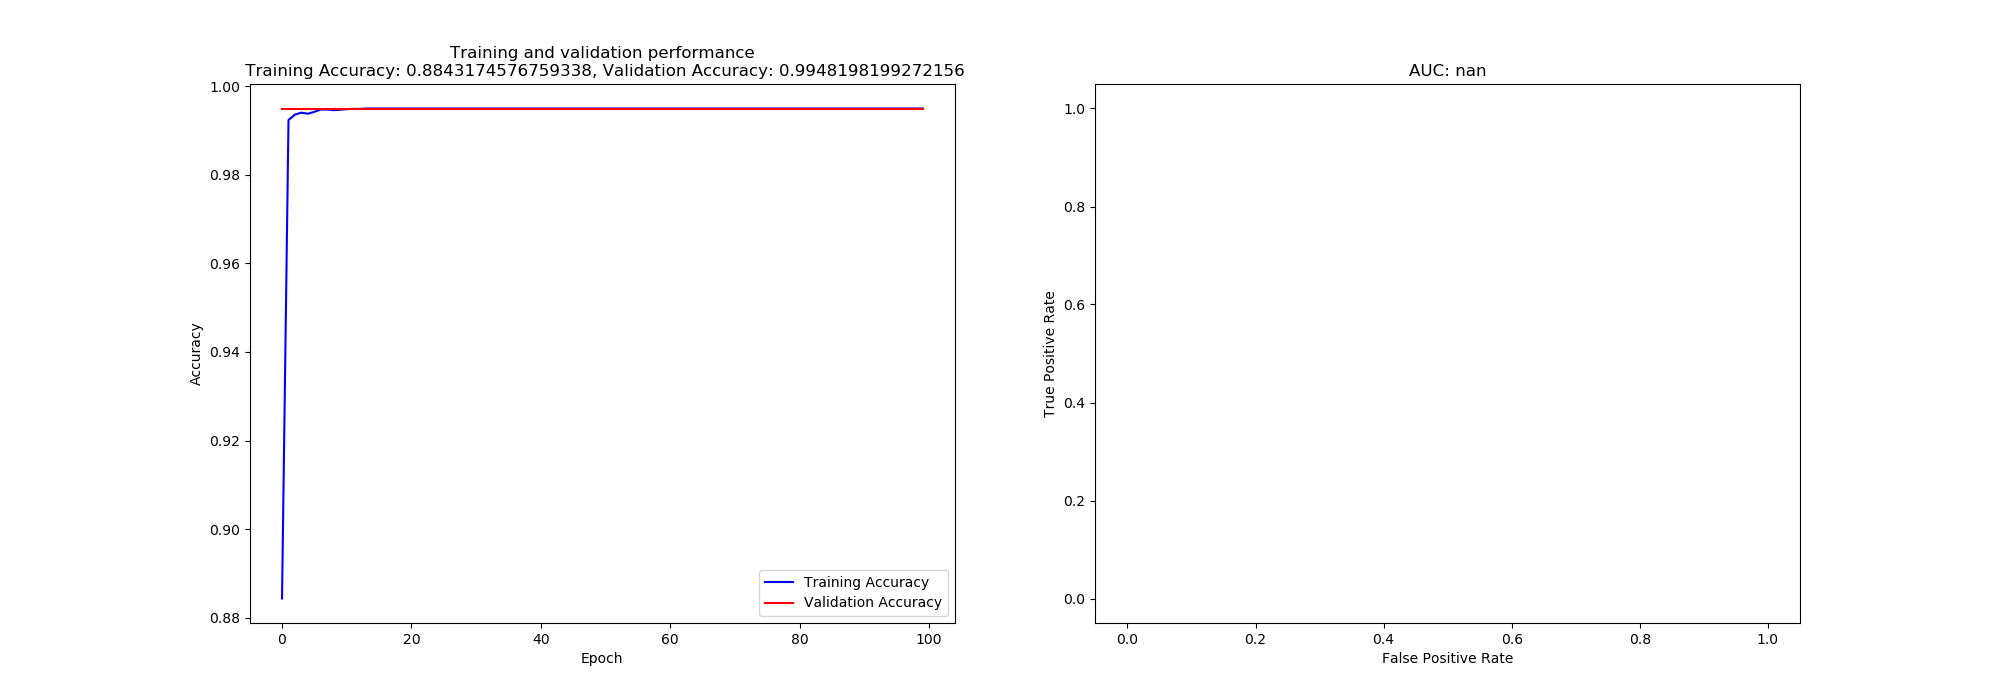 Training and validation performance
Training Accuracy: 0.8843174576759338, Validation Accuracy: 0.9948198199272156
1.00
0.98
0.96
0.94
0.92
0.90
0.88
Accuracy
0 20 40 60 80 100
Epoch
Training Accuracy
Validation Accuracy
AUC: nan
1.0
0.8
0.6
0.4
0.2
0.0
True Positive Rate
0.0 0.2 0.4 0.6 0.8 1.0
False Positive Rate